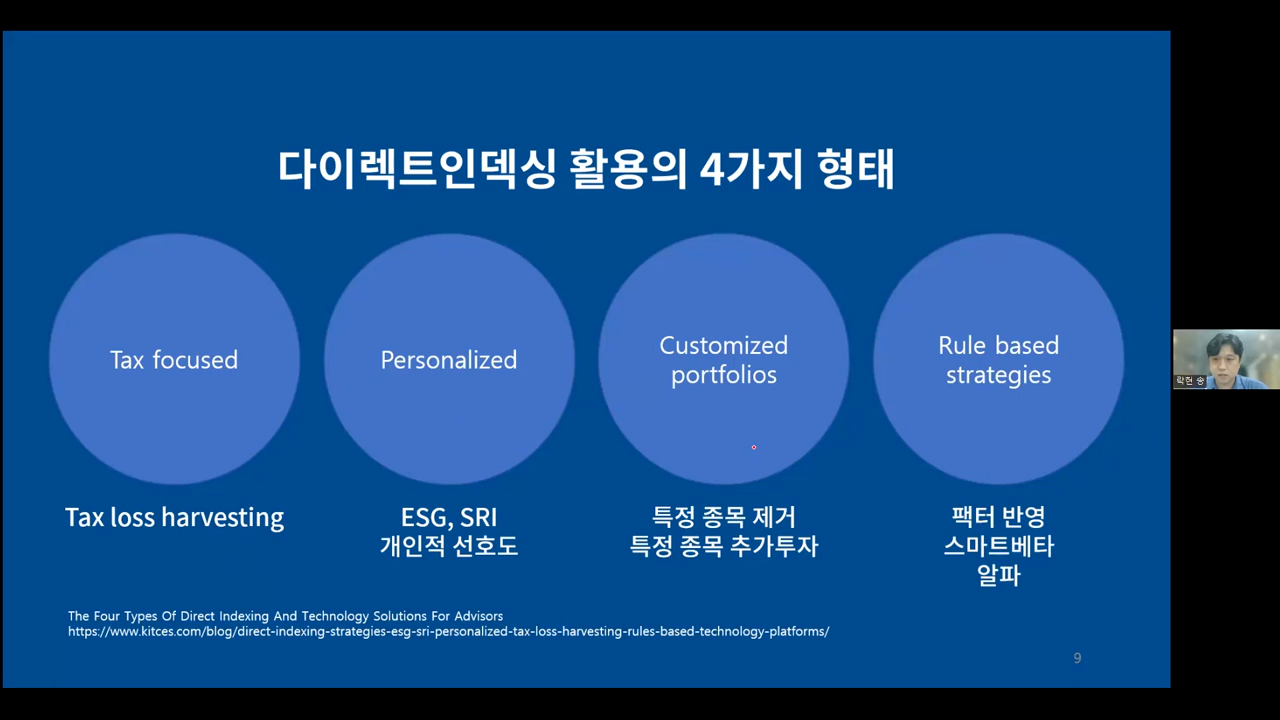 다이렉트인덱싱 활용의 4가지 형태
Tax focused
Personalized
Customized
portfolios
Rule based
strategies
Tax loss harvesting
ESG, SRI
개인적 선호도
특정 종목 제거
특정 종목 추가투자
팩터 반영
스마트베타
알파
The Four Types Of Direct Indexing And Technology Solutions For Advisors
https://www.kitces.com/blog/direct-indexing-strategies-esg-sri-personalized-tax-loss-harvesting-rules-based-technology-platforms/
9
락현 송